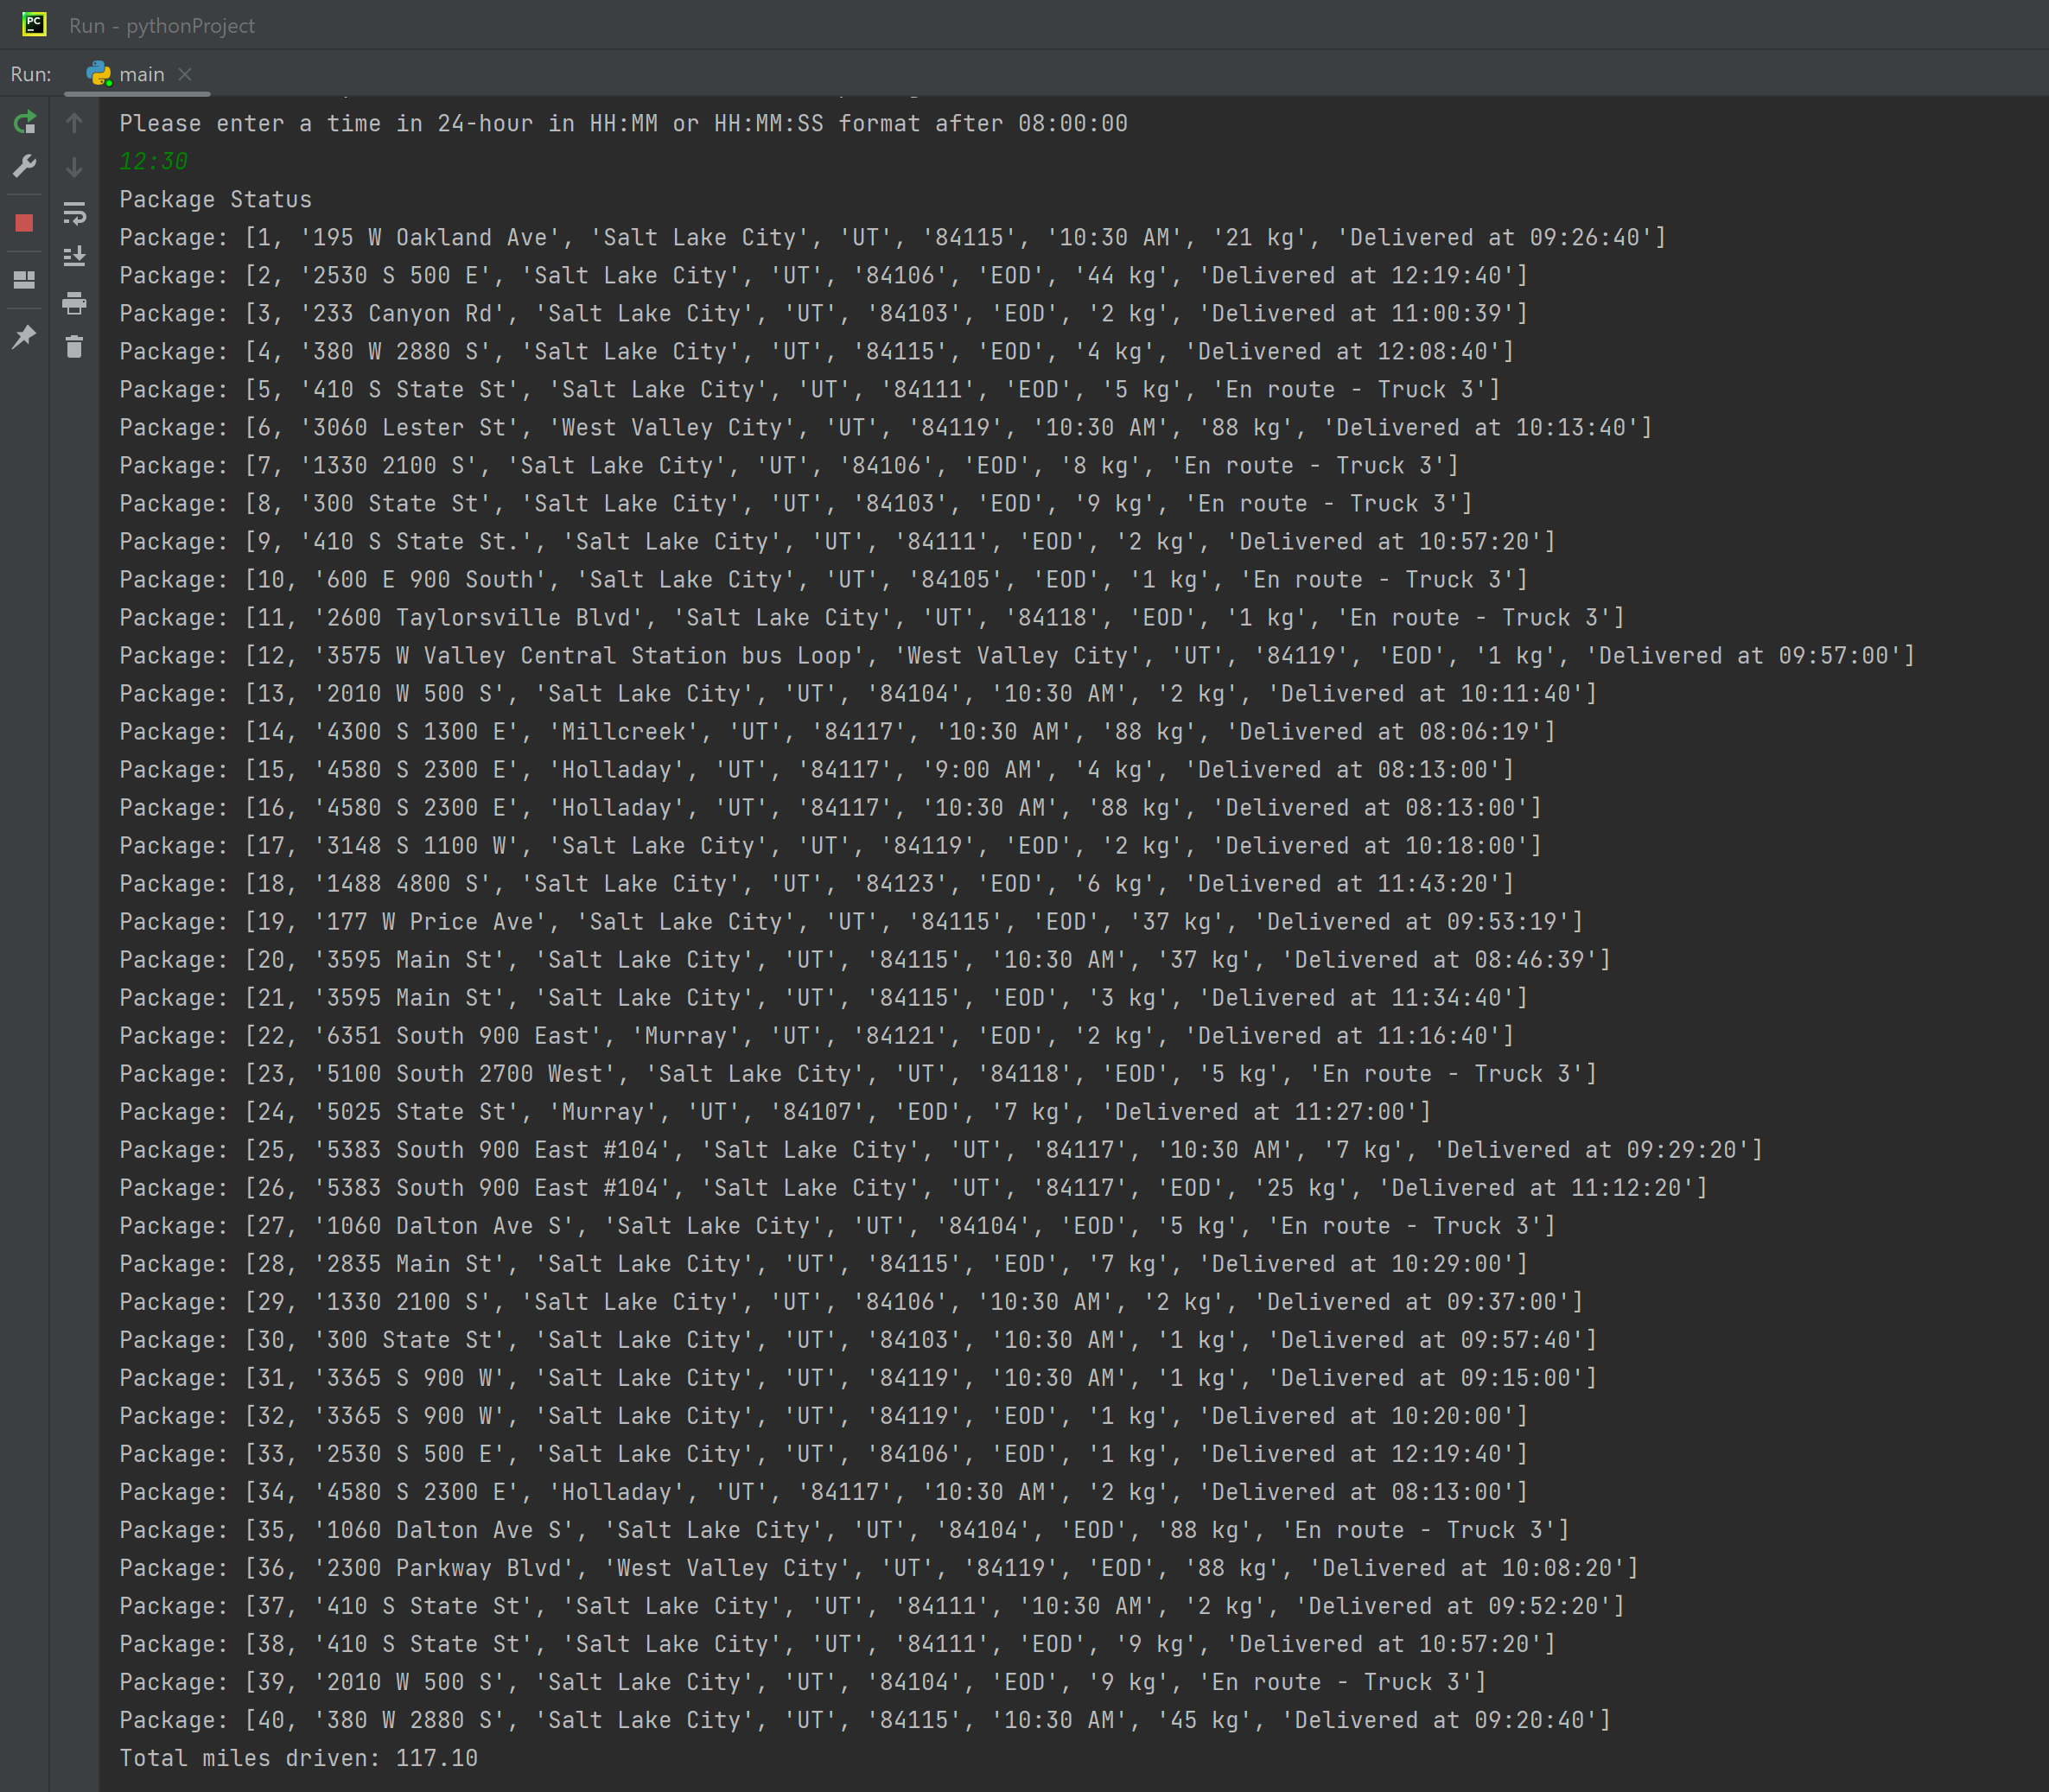 PC
Run - pythonProject
Run: main
Please enter a time in 24-hour in HH:MM or HH:MM:SS format after 08:00:00
12:30
Package Status
Package: [1, '195 W Oakland Ave', 'Salt Lake City', 'UT', '84115', '10:30 AM', '21 kg', 'Delivered at 09:26:40']
Package: [2, '2530 S 500 E', 'Salt Lake City', 'UT', '84106', 'EOD', '44 kg', 'Delivered at 12:19:40']
Package: [3, '233 Canyon Rd', 'Salt Lake City', 'UT', '84103', 'EOD', '2 kg', 'Delivered at 11:00:39']
Package: [4, '380 W 2880 S', 'Salt Lake City', 'UT', '84115', 'EOD', '4 kg', 'Delivered at 12:08:40']
Package: [5, '410 S State St', 'Salt Lake City', 'UT', '84111', 'EOD', '5 kg', 'En route - Truck 3']
Package: [6, '3060 Lester St', 'West Valley City', 'UT', '84119', '10:30 AM', '88 kg', 'Delivered at 10:13:40']
Package: [7, '1330 2100 S', 'Salt Lake City', 'UT', '84106', 'EOD', '8 kg', 'En route - Truck 3']
Package: [8, '300 State St', 'Salt Lake City', 'UT', '84103', 'EOD', '9 kg', 'En route - Truck 3']
Package: [9, '410 S State St.', 'Salt Lake City', 'UT', '84111', 'EOD', '2 kg', 'Delivered at 10:57:20']
Package: [10, '600 E 900 South', 'Salt Lake City', 'UT', '84105', 'EOD', '1 kg', 'En route - Truck 3']
Package: [11, '2600 Taylorsville Blvd', 'Salt Lake City', 'UT', '84118', 'EOD', '1 kg', 'En route - Truck 3']
Package: [12, '3575 W Valley Central Station bus Loop', 'West Valley City', 'UT', '84119', 'EOD', '1 kg', 'Delivered at 09:57:00']
Package: [13, '2010 W 500 S', 'Salt Lake City', 'UT', '84104', '10:30 AM', '2 kg', 'Delivered at 10:11:40']
Package: [14, '4300 S 1300 E', 'Millcreek', 'UT', '84117', '10:30 AM', '88 kg', 'Delivered at 08:06:19']
Package: [15, '4580 S 2300 E', 'Holladay', 'UT', '84117', '9:00 AM', '4 kg', 'Delivered at 08:13:00']
Package: [16, '4580 S 2300 E', 'Holladay', 'UT', '84117', '10:30 AM', '88 kg', 'Delivered at 08:13:00']
Package: [17, '3148 S 1100 W', 'Salt Lake City', 'UT', '84119', 'EOD', '2 kg', 'Delivered at 10:18:00']
Package: [18, '1488 4800 S', 'Salt Lake City', 'UT', '84123', 'EOD', '6 kg', 'Delivered at 11:43:20']
Package: [19, '177 W Price Ave', 'Salt Lake City', 'UT', '84115', 'EOD', '37 kg', 'Delivered at 09:53:19']
Package: [20, '3595 Main St', 'Salt Lake City', 'UT', '84115', '10:30 AM', '37 kg', 'Delivered at 08:46:39']
Package: [21, '3595 Main St', 'Salt Lake City', 'UT', '84115', 'EOD', '3 kg', 'Delivered at 11:34:40']
Package: [22, '6351 South 900 East', 'Murray', 'UT', '84121', 'EOD', '2 kg', 'Delivered at 11:16:40']
Package: [23, '5100 South 2700 West', 'Salt Lake City', 'UT', '84118', 'EOD', '5 kg', 'En route - Truck 3']
Package: [24, '5025 State St', 'Murray', 'UT', '84107', 'EOD', '7 kg', 'Delivered at 11:27:00']
Package: [25, '5383 South 900 East #104', 'Salt Lake City', 'UT', '84117', '10:30 AM', '7 kg', 'Delivered at 09:29:20']
Package: [26, '5383 South 900 East #104', 'Salt Lake City', 'UT', '84117', 'EOD', '25 kg', 'Delivered at 11:12:20']
Package: [27, '1060 Dalton Ave S', 'Salt Lake City', 'UT', '84104', 'EOD', '5 kg', 'En route - Truck 3']
Package: [28, '2835 Main St', 'Salt Lake City', 'UT', '84115', 'EOD', '7 kg', 'Delivered at 10:29:00']
Package: [29, '1330 2100 S', 'Salt Lake City', 'UT', '84106', '10:30 AM', '2 kg', 'Delivered at 09:37:00']
Package: [30, '300 State St', 'Salt Lake City', 'UT', '84103', '10:30 AM', '1 kg', 'Delivered at 09:57:40']
Package: [31, '3365 S 900 W', 'Salt Lake City', 'UT', '84119', '10:30 AM', '1 kg', 'Delivered at 09:15:00']
Package: [32, '3365 S 900 W', 'Salt Lake City', 'UT', '84119', 'EOD', '1 kg', 'Delivered at 10:20:00']
Package: [33, '2530 S 500 E', 'Salt Lake City', 'UT', '84106', 'EOD', '1 kg', 'Delivered at 12:19:40']
Package: [34, '4580 S 2300 E', 'Holladay', 'UT', '84117', '10:30 AM', '2 kg', 'Delivered at 08:13:00']
Package: [35, '1060 Dalton Ave S', 'Salt Lake City', 'UT', '84104', 'EOD', '88 kg', 'En route - Truck 3']
Package: [36, '2300 Parkway Blvd', 'West Valley City', 'UT', '84119', 'EOD', '88 kg', 'Delivered at 10:08:20']
Package: [37, '410 S State St', 'Salt Lake City', 'UT', '84111', '10:30 AM', '2 kg', 'Delivered at 09:52:20']
Package: [38, '410 S State St', 'Salt Lake City', 'UT', '84111', 'EOD', '9 kg', 'Delivered at 10:57:20']
Package: [39, '2010 W 500 S', 'Salt Lake City', 'UT', '84104', 'EOD', '9 kg', 'En route - Truck 3']
Package: [40, '380 W 2880 S', 'Salt Lake City', 'UT', '84115', '10:30 AM', '45 kg', 'Delivered at 09:20:40']
Total miles driven: 117.10